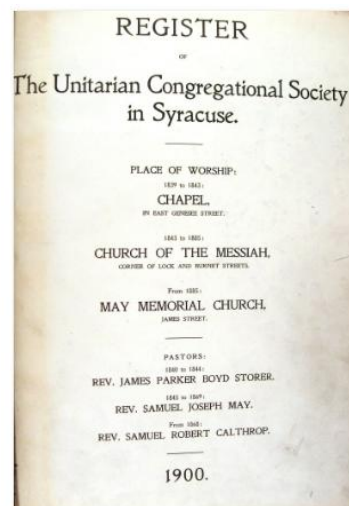 REGISTER
OF
The Unitarian Congregational Society
in Syracuse.
PLACE OF WORSHIP:
1839 to 1843:
CHAPEL,
IN EAST GENESEE STREET.
1843 to 1885:
CHURCH OF THE MESSIAH,
CORNER OF LOCK AND BURNET STREETS.
From 1885:
MAY MEMORIAL CHURCH,
JAMES STREET.
PASTORS:
1840 to 1844:
REV. JAMES PARKER BOYD STORER.
1845 to 1869:
REV. SAMUEL JOSEPH MAY.
From 1868:
REV. SAMUEL ROBERT CALTHROP.
1900.